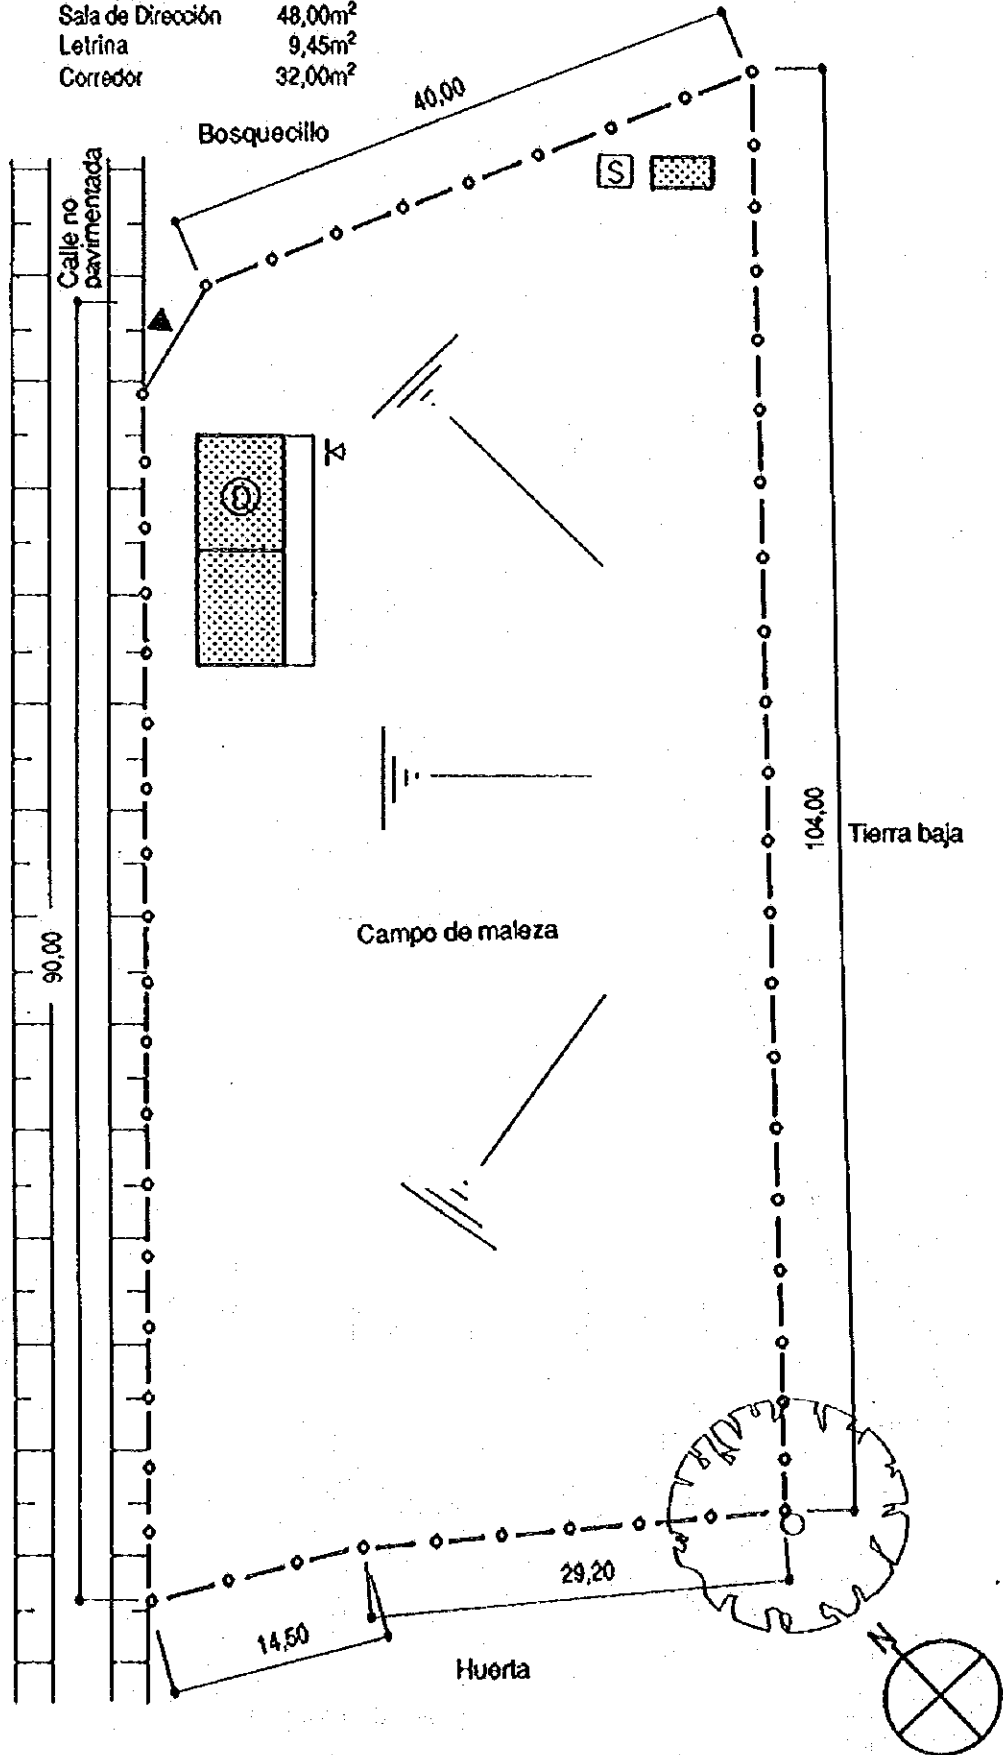 Sala de Dirección 48,00m²
Letrina 9,45m²
Corredor 32,00m²
40,00
Bosquecillo
S
Calle no
pavimentada
Q
104,00
Tierra baja
Campo de maleza
90,00
29,20
14,50
Huerta
N